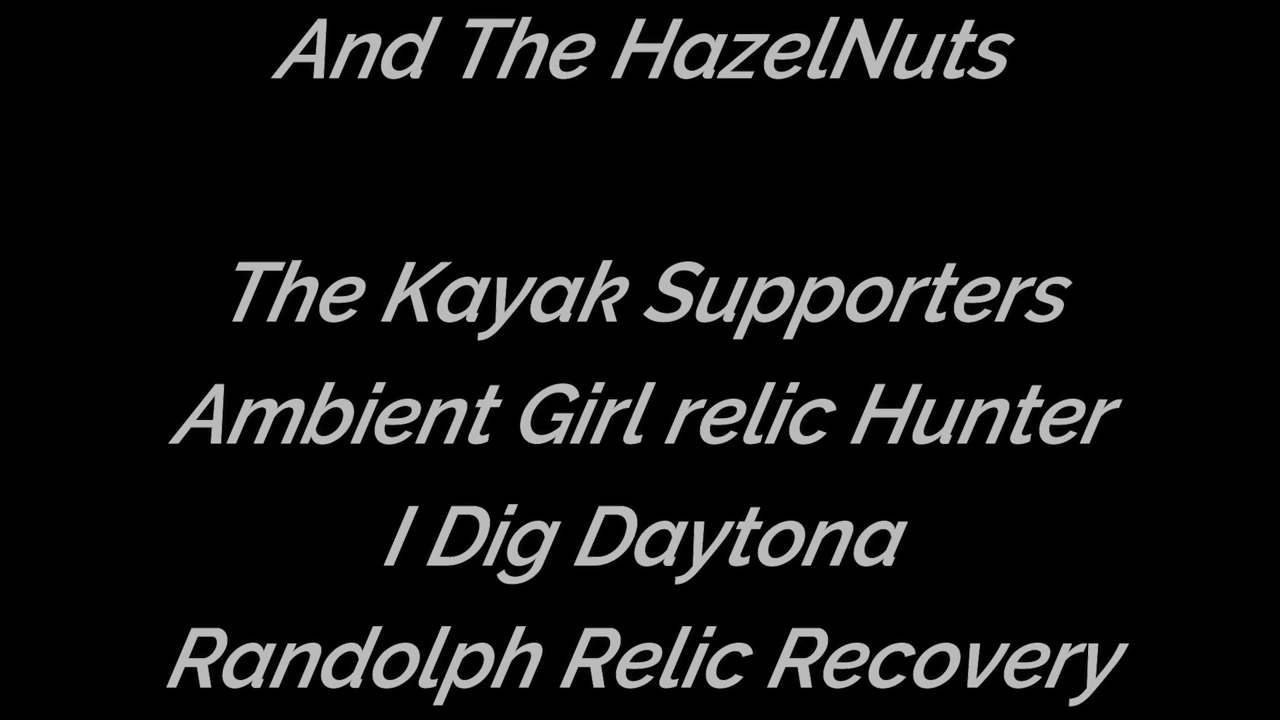 And The HazelNuts
The Kayak Supporters
Ambient Girl relic Hunter
I Dig Daytona
Randolph Relic Recovery